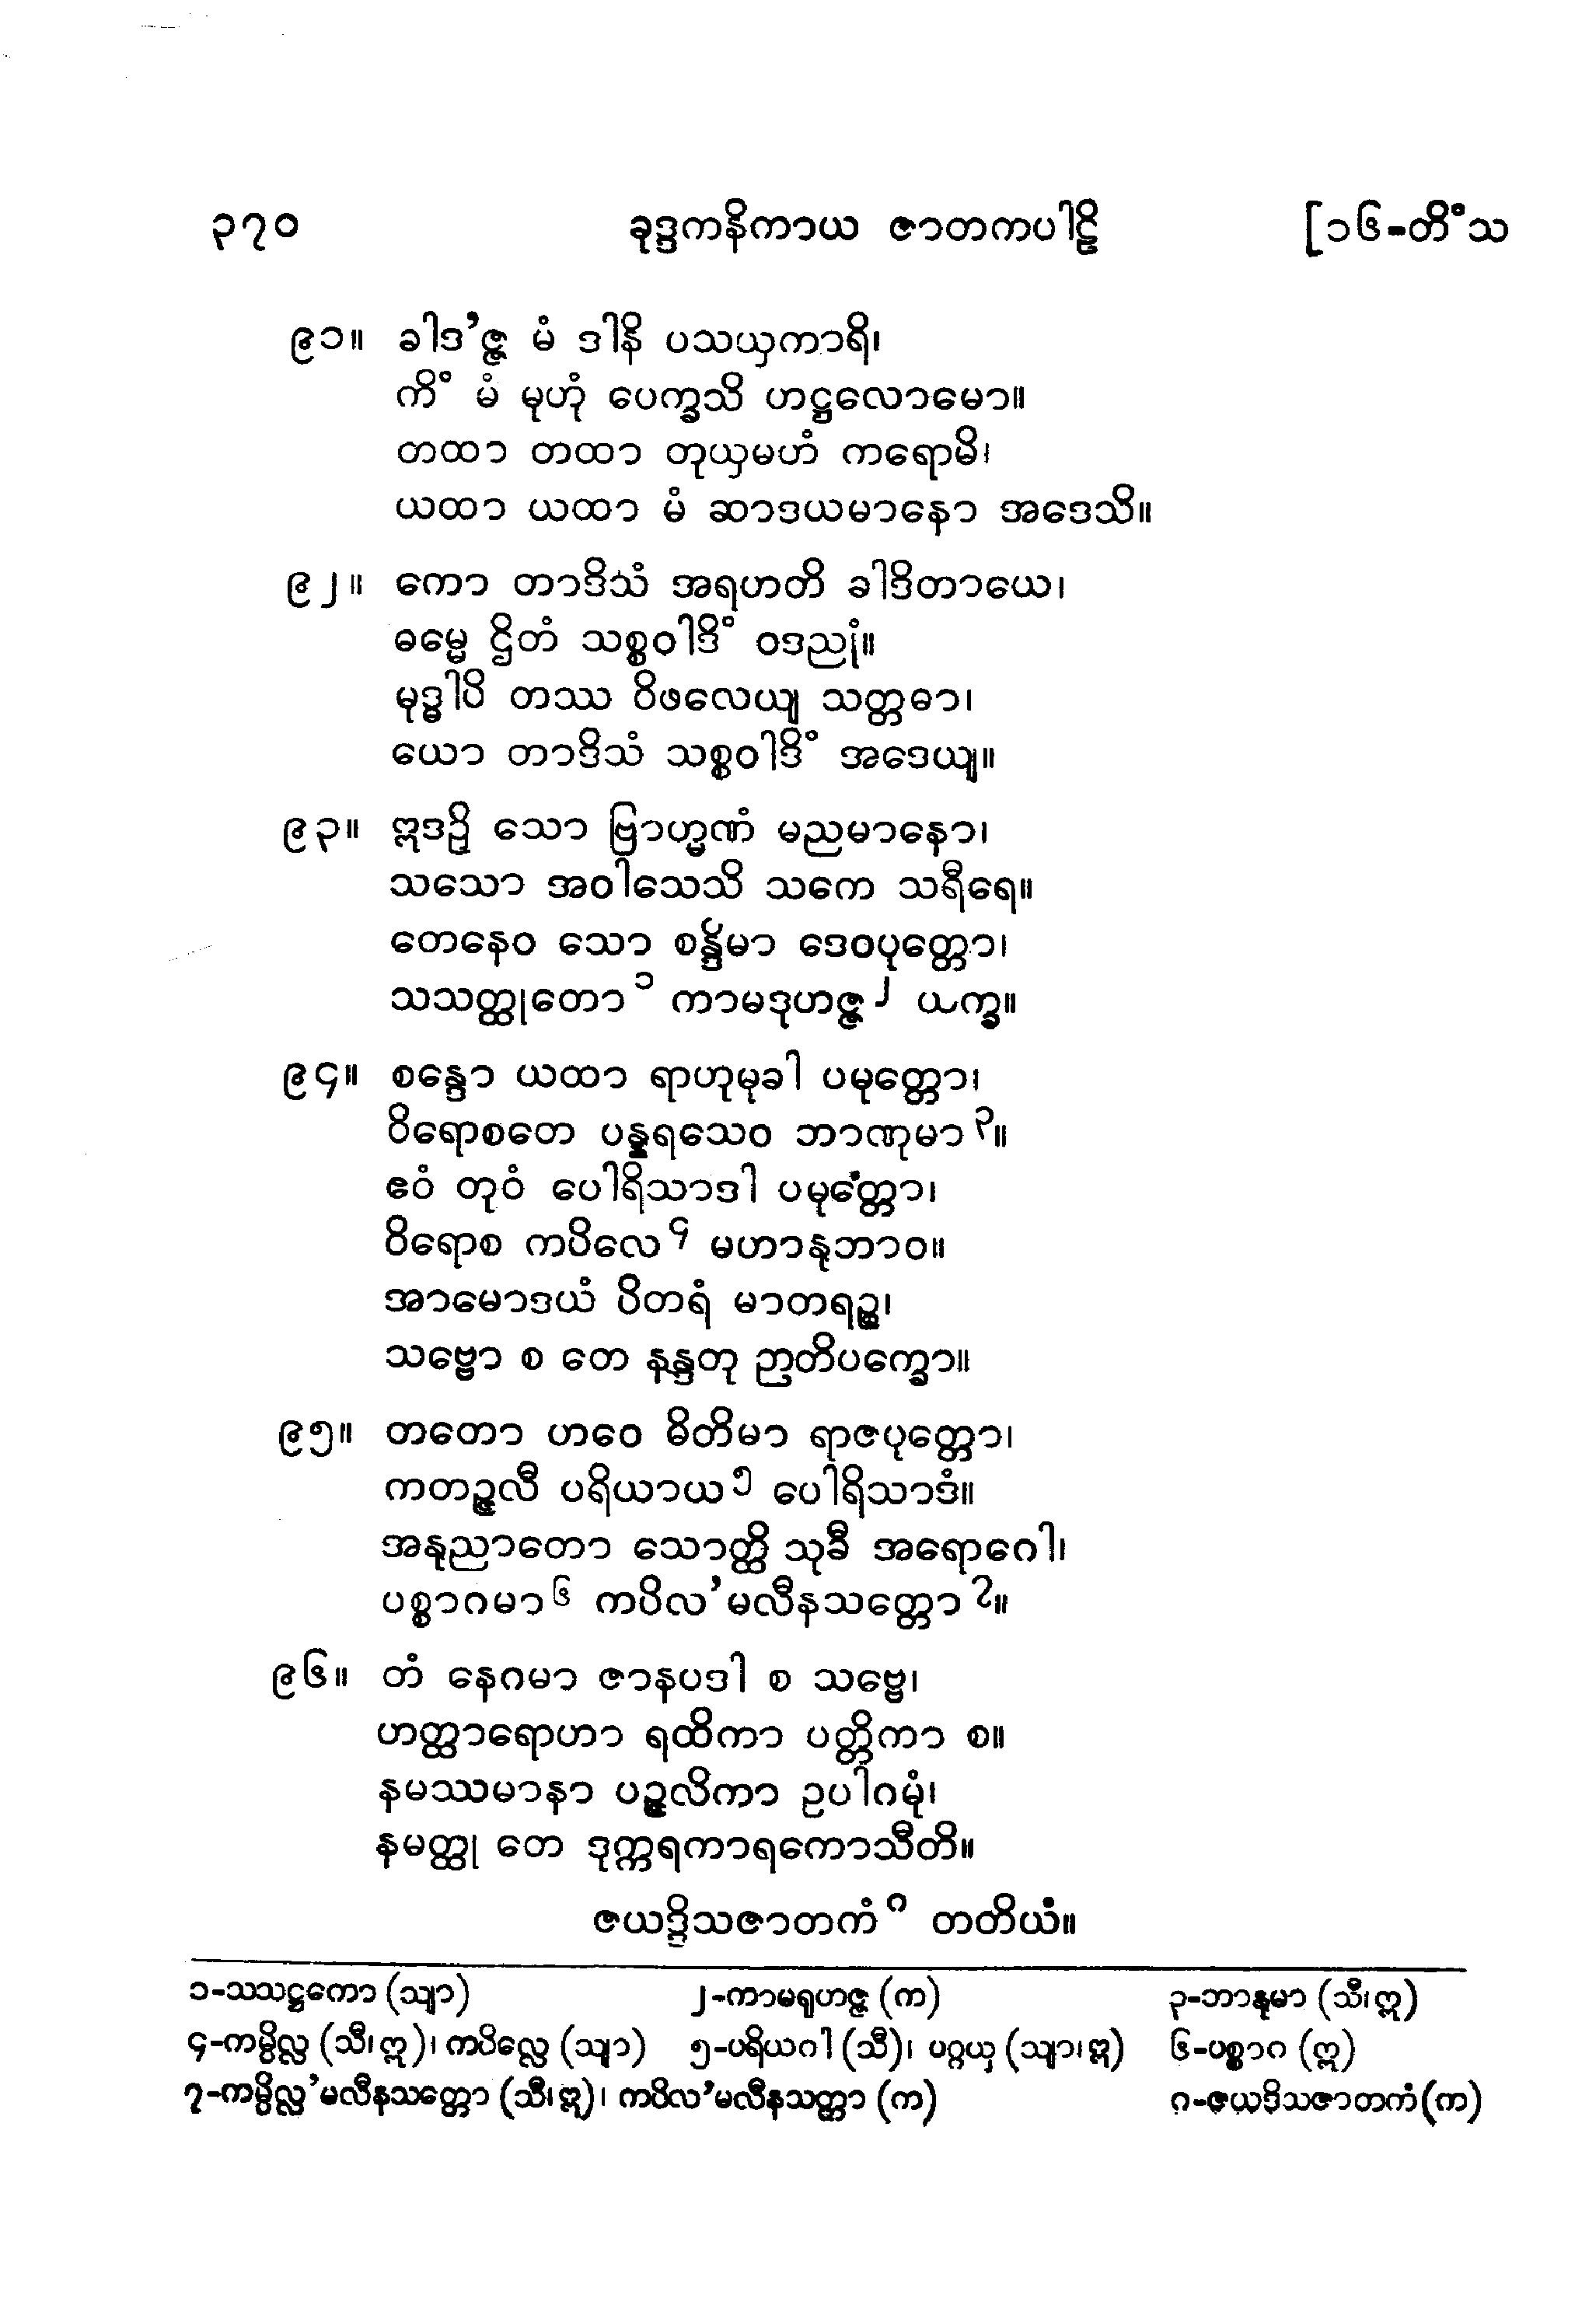 ၃၇၀ ခုဒ္ဒကနိကာယ ဇာတကပါဠိ [၁၆-တိံသ
၉၁။ ခါဒ’ဇ္ဇ မံ ဒါနိ ပသယှကာရိ၊
ကိံ မံ မုဟုံ ပေက္ခသိ ဟဋ္ဌလောမော။
တထာ တထာ တုယှမဟံ ကရောမိ၊
ယထာ ယထာ မံ ဆာဒယမာနော အဒေသိ။
၉၂။ ကော တာဒိသံ အရဟတိ ခါဒိတာယေ၊
ဓမ္မေ ဌိတံ သစ္စဝါဒိံ ဝဒညုံ။
မုဒ္ဓါပိ တဿ ဝိဖလေယျ သတ္တဓာ၊
ယော တာဒိသံ သစ္စဝါဒိံ အဒေယျ။
၉၃။ ဣဒဉှိ သော ဗြာဟ္မဏံ မညမာနော၊
သသော အဝါသေသိ သကေ သရီရေ။
တေနေဝ သော စန္ဒိမာ ဒေဝပုတ္တော၊
သသတ္ထုတော ၁ ကာမဒုဟဇ္ဇ ၂ ယက္ခ။
၉၄။ စန္ဒော ယထာ ရာဟုမုခါ ပမုတ္တော၊
ဝိရောစတေ ပန္နရသေဝ ဘာဏုမာ ၃။
ဧဝံ တုဝံ ပေါရိသာဒါ ပမုတ္တော၊
ဝိရောစ ကပိလေ ၄ မဟာနုဘာဝ။
အာမောဒယံ ပိတရံ မာတရဉ္စ၊
သဗ္ဗော စ တေ နန္ဒတု ဉာတိပက္ခော။
၉၅။ တတော ဟဝေ ဓိတိမာ ရာဇပုတ္တော၊
ကတဉ္ဇလီ ပရိယာယ ၅ ပေါရိသာဒံ။
အနုညာတော သောတ္ထိ သုခီ အရောဂေါ၊
ပစ္စာဂမာ ၆ ကပိလ’မလီနသတ္တော ၇။
၉၆။ တံ နေဂမာ ဇာနပဒါ စ သဗ္ဗေ၊
ဟတ္ထာရောဟာ ရထိကာ ပတ္တိကာ စ။
နမဿမာနာ ပဉ္ဇလိကာ ဥပါဂမုံ၊
နမတ္ထု တေ ဒုက္ကရကာရကောသီတိ။
ဇယဒ္ဒိသဇာတကံ ဂ တတိယံ။
၁-သသဋ္ဌကော (သျာ) ၂-ကာမရုဟဇ္ဇ (က) ၃-ဘာနုမာ (သီ၊ဣ)
၄-ကမ္ပိလ္လ (သီ၊ဣ)၊ ကပိလ္လေ (သျာ) ၅-ပရိယဂါ (သီ)၊ ပဂ္ဂယှ (သျာ၊ဣ) ၆-ပစ္စာဂ (ဣ)
၇-ကမ္ပိလ္လ’မလီနသတ္တော (သီ၊ဣ)၊ ကပိလ’မလီနသတ္တာ (က) ဂ-ဇယဒိသဇာတကံ(က)